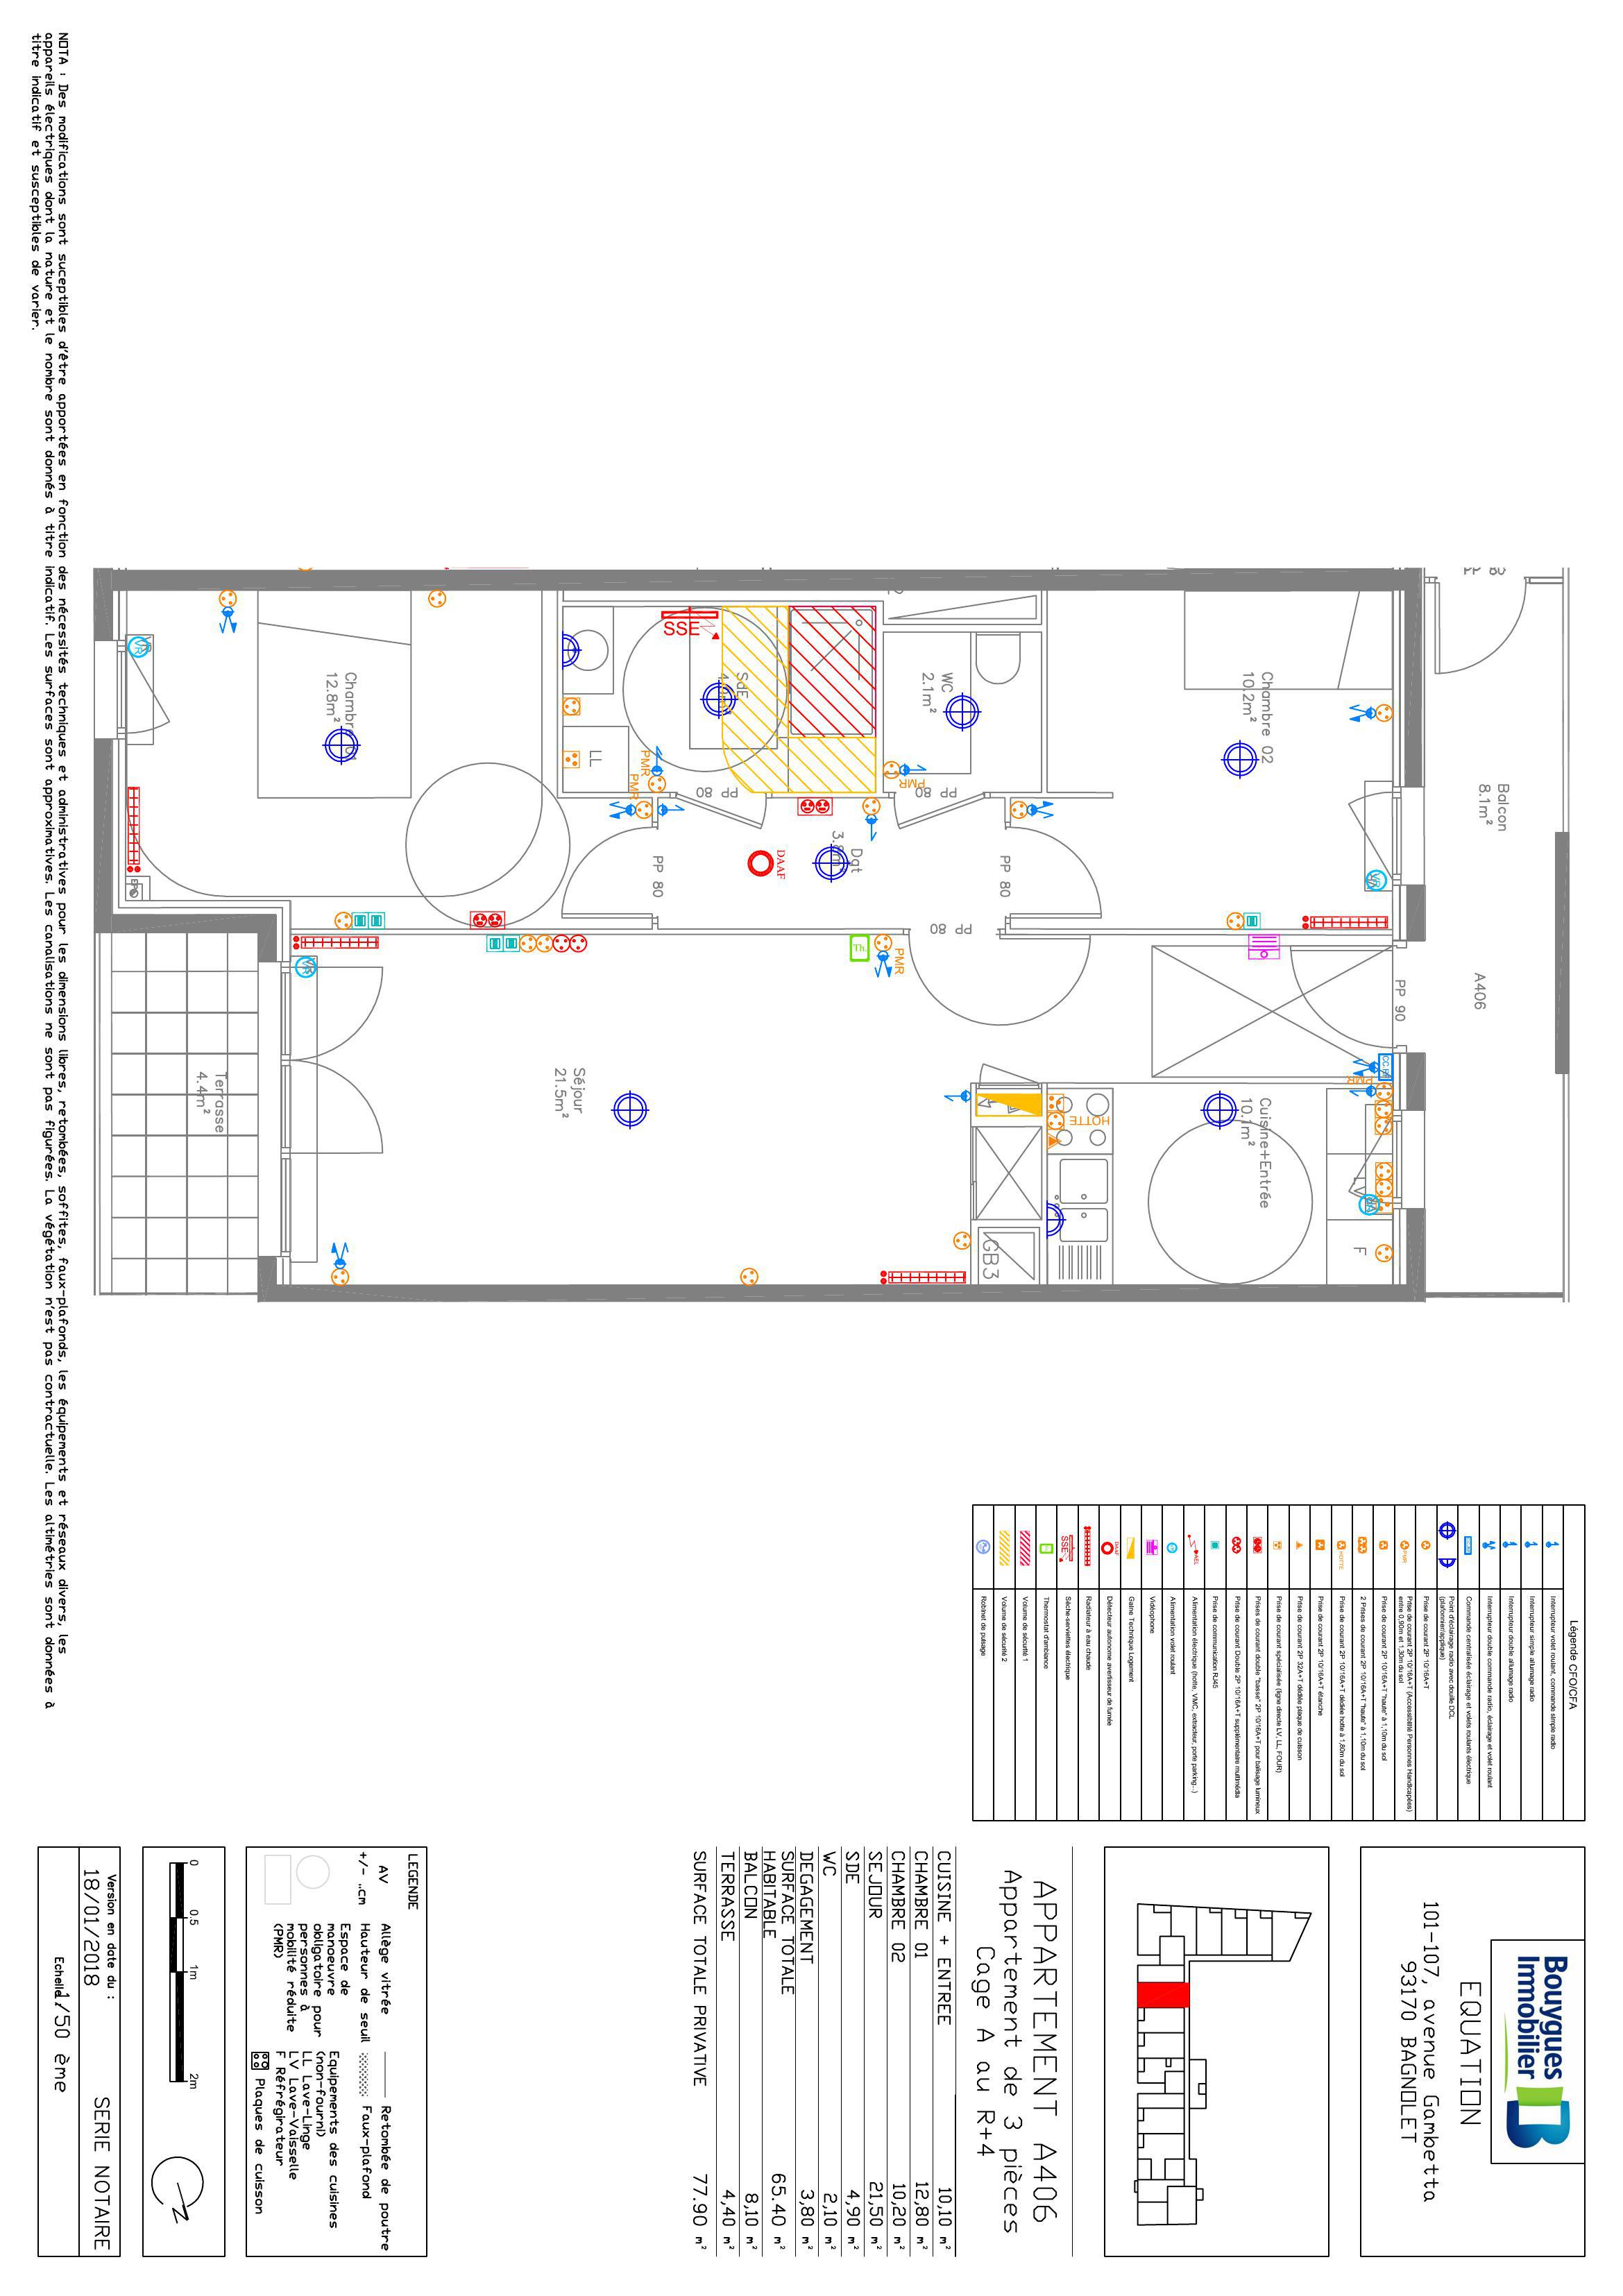 Bouygues
Immobilier
EQUATION
101-107, avenue Gambetta
93170 BAGNOLET
APPARTEMENT A406
Appartement de 3 pièces
Cage A au R+4
CUISINE + ENTREE 10,10 m²
CHAMBRE 01 12,80 m²
CHAMBRE 02 10,20 m²
SEJOUR 21,50 m²
SDE 4,90 m²
WC 2,10 m²
DEGAGEMENT 3,80 m²
SURFACE TOTALE
HABITABLE 65.40 m²
BALCON 8,10 m²
TERRASSE 4,40 m²
SURFACE TOTALE PRIVATIVE 77.90 m²
LEGENDE
AV Allège vitrée
+/- ..cm Hauteur de seuil
Espace de
manoeuvre
obligatoire pour
personnes à
mobilité réduite
(PMR)
Retombée de poutre
Faux-plafond
Equipements des cuisines
(non-fourni)
LL Lave-Linge
LV Lave-Vaisselle
F Réfrigérateur
Plaques de cuisson
0 0.5 1m 2m
N
Version en date du :
18/01/2018
SERIE NOTAIRE
Echelle 1/50 ème
Légende CFO/CFA
Interrupteur volet roulant, commande simple radio
Interrupteur simple allumage radio
Interrupteur double allumage radio
Interrupteur double commande radio, éclairage et volet roulant
Commande centralisée éclairage et volets roulants électrique
Point d'éclairage radio avec douille DCL
(plafonnier/applique)
Prise de courant 2P 10/16A+T
PMR
Prise de courant 2P 10/16A+T (Accessibilité Personnes Handicapées)
entre 0,90m et 1,30m du sol
Prise de courant 2P 10/16A+T "haute" à 1,10m du sol
2 Prises de courant 2P 10/16A+T "haute" à 1,10m du sol
HOTTE
Prise de courant 2P 10/16A+T dédiée hotte à 1,80m du sol
Prise de courant 2P 10/16A+T étanche
Prise de courant 2P 32A+T dédiée plaque de cuisson
Prise de courant spécialisée (ligne directe LV, LL, FOUR)
Prises de courant double "basse" 2P 10/16A+T pour balisage lumineux
Prise de courant Double 2P 10/16A+T supplémentaire multimédia
Prise de communication RJ45
Alimentation électrique (hotte, VMC, extracteur, porte parking...)
Alimentation volet roulant
Vidéophone
Gaine Technique Logement
DAAF
Détecteur autonome avertisseur de fumée
Radiateur à eau chaude
SSE
Sèche-serviettes électrique
Thermostat d'ambiance
Volume de sécurité 1
Volume de sécurité 2
Robinet de puisage
Balcon
8.1m²
A406
PP 90
Chambre 02
10.2m²
Cuisine+Entrée
10.1m²
F
PMR
HOTTE
GB3
WC
2.1m²
PP 80
PP 80
PP 80
PP 80
PP 80
PMR
PMR
PMR
PMR
SdE
SSE
LL
Dgt
DAAF
Th.
Séjour
21.5m²
Chambre
12.8m²
VR
Terrasse
4.4m²
NOTA : Des modifications sont suceptibles d'être apportées en fonction des nécessités techniques et administratives pour les dimensions libres, retombées, soffites, faux-plafonds, les équipements et réseaux divers, les
appareils électriques dont la nature et le nombre sont donnés à titre indicatif. Les surfaces sont approximatives. Les canalisations ne sont pas figurées. La végétation n'est pas contractuelle. Les altimétries sont données à
titre indicatif et susceptibles de varier.